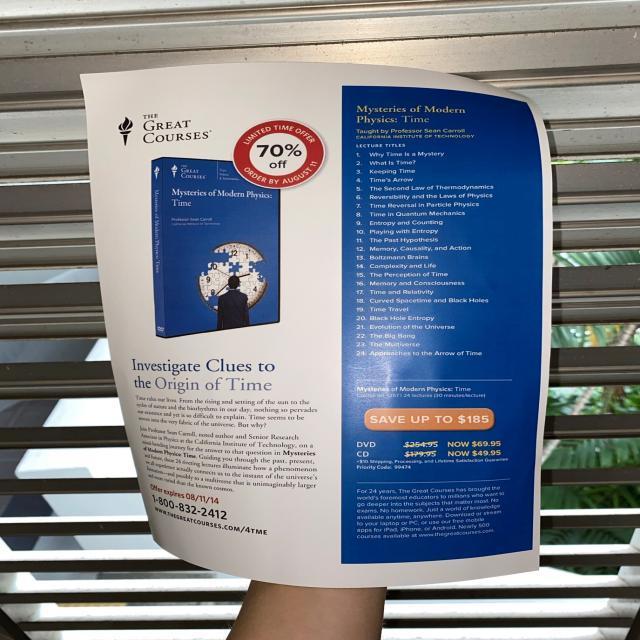 THE
GREAT
COURSES®
LIMITED TIME OFFER
70%
off
ORDER BY AUGUST 11
THE
GREAT
COURSES
Mysteries of Modern Physics:
Time
Professor Sean Carroll
California Institute of Technology
Mysteries of Modern Physics: Time
DVD
Investigate Clues to
the Origin of Time
Time rules our lives. From the rising and setting of the sun to the
cycles of nature and the biorhythms in our day, nothing so pervades
our existence and yet is so difficult to explain. Time seems to be
woven into the very fabric of the universe. But why?
Join Professor Sean Carroll, noted author and Senior Research
Associate in Physics at the California Institute of Technology, on a
mind-bending journey for the answer to that question in Mysteries
of Modern Physics: Time. Guiding you through the past, present,
and future, these 24 riveting lectures illuminate how a phenomenon
we all experience actually connects us to the instant of the universe's
formation—and possibly to a multiverse that is unimaginably larger
and more varied than the known cosmos.
Offer expires 08/11/14
1-800-832-2412
WWW.THEGREATCOURSES.COM/4TME
Mysteries of Modern
Physics: Time
Taught by Professor Sean Carroll
CALIFORNIA INSTITUTE OF TECHNOLOGY
LECTURE TITLES
1. Why Time Is a Mystery
2. What Is Time?
3. Keeping Time
4. Time's Arrow
5. The Second Law of Thermodynamics
6. Reversibility and the Laws of Physics
7. Time Reversal in Particle Physics
8. Time in Quantum Mechanics
9. Entropy and Counting
10. Playing with Entropy
11. The Past Hypothesis
12. Memory, Causality, and Action
13. Boltzmann Brains
14. Complexity and Life
15. The Perception of Time
16. Memory and Consciousness
17. Time and Relativity
18. Curved Spacetime and Black Holes
19. Time Travel
20. Black Hole Entropy
21. Evolution of the Universe
22. The Big Bang
23. The Multiverse
24. Approaches to the Arrow of Time
Mysteries of Modern Physics: Time
Course no. 1257 | 24 lectures (30 minutes/lecture)
SAVE UP TO $185
DVD $254.95 NOW $69.95
CD $179.95 NOW $49.95
+$10 Shipping, Processing, and Lifetime Satisfaction Guarantee
Priority Code: 99474
For 24 years, The Great Courses has brought the
world's foremost educators to millions who want to
go deeper into the subjects that matter most. No
exams. No homework. Just a world of knowledge
available anytime, anywhere. Download or stream
to your laptop or PC, or use our free mobile
apps for iPad, iPhone, or Android. Nearly 500
courses available at www.thegreatcourses.com.